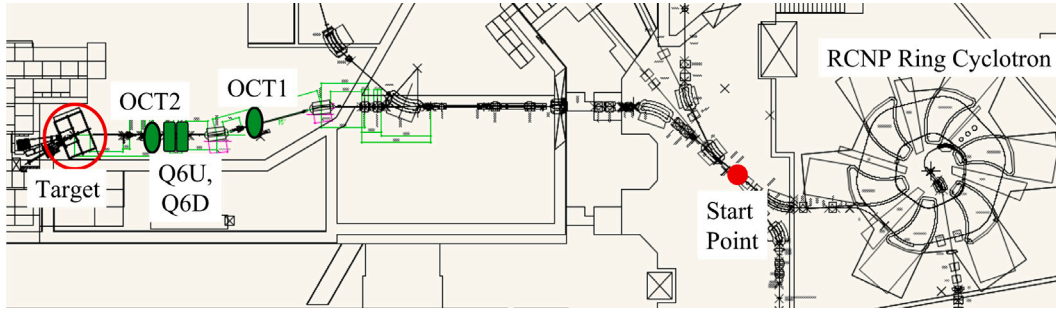 RCNP Ring Cyclotron
OCT1
OCT2
Target
Q6U,
Q6D
Start
Point